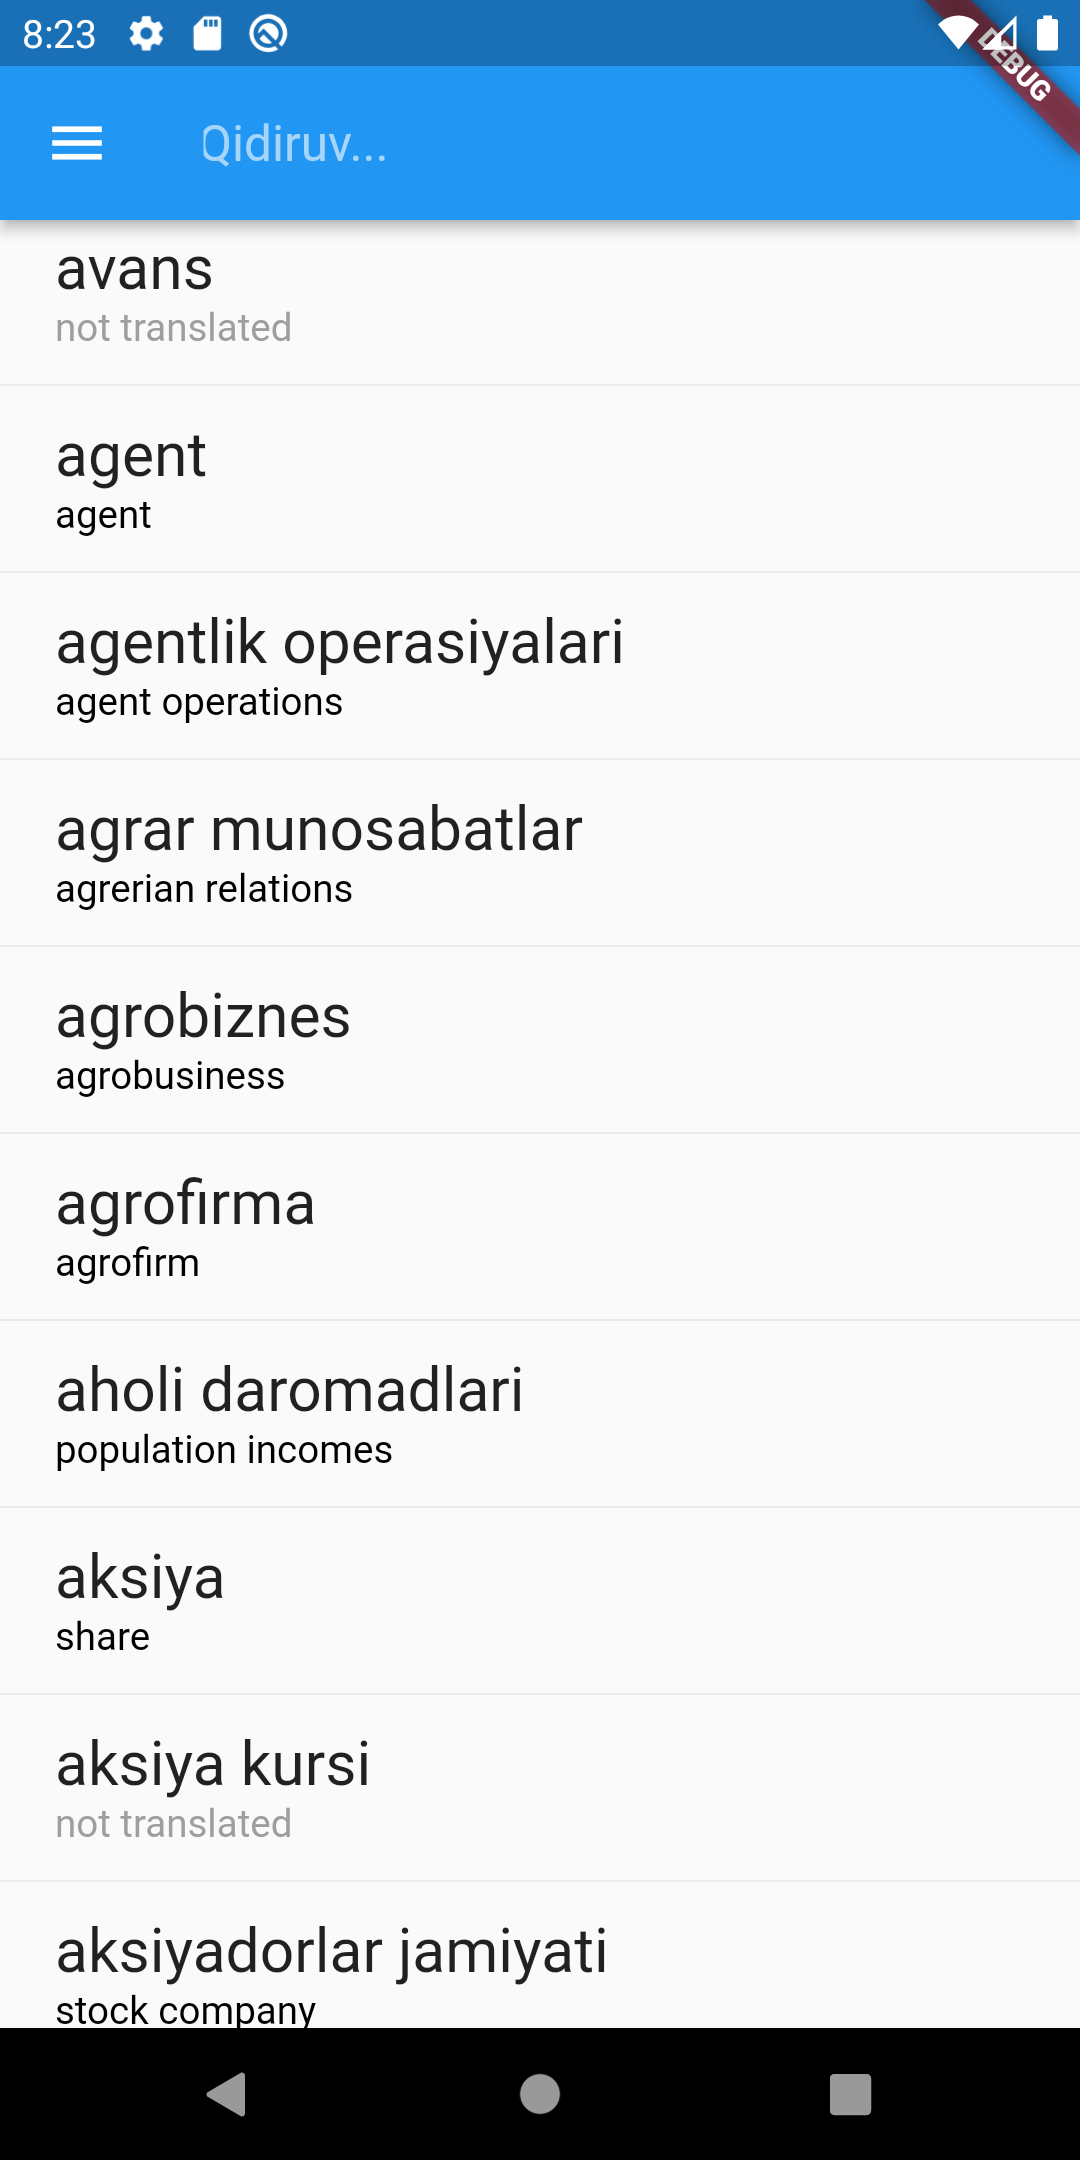 8:23
DEBUG
Qidiruv...
avans
not translated
agent
agent
agentlik operasiyalari
agent operations
agrar munosabatlar
agrerian relations
agrobiznes
agrobusiness
agrofirma
agrofirm
aholi daromadlari
population incomes
aksiya
share
aksiya kursi
not translated
aksiyadorlar jamiyati
stock company